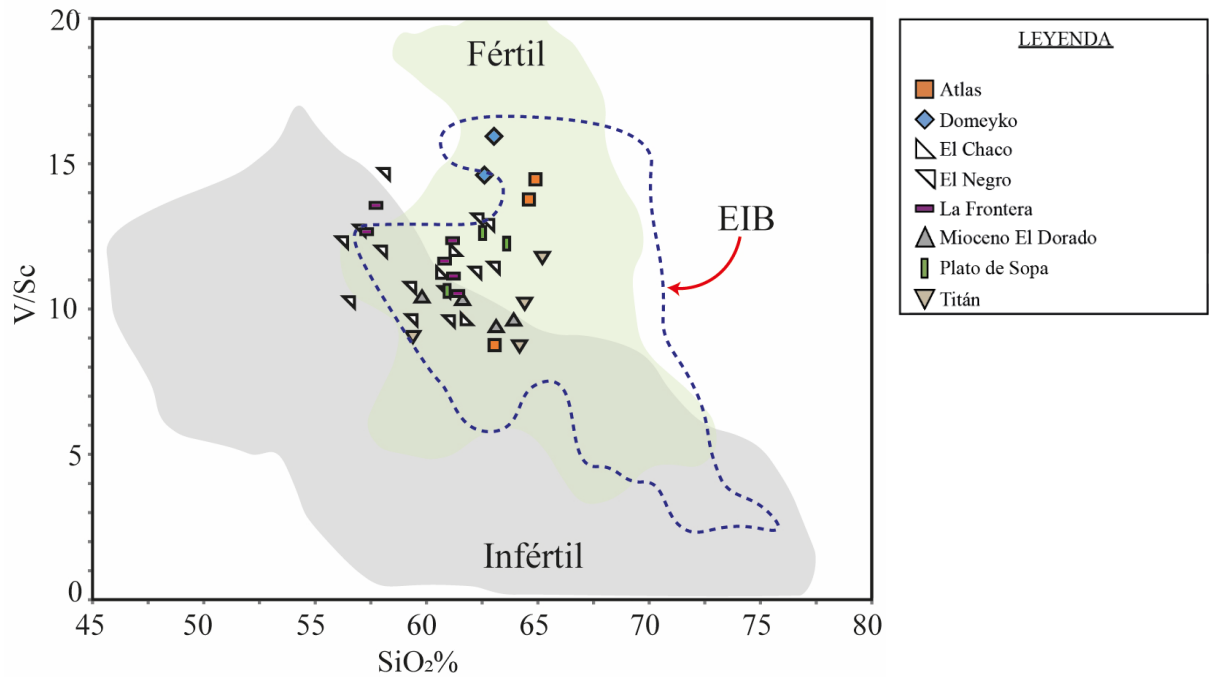 20
15
10
5
0
V/Sc
45
50
55
60
65
70
75
80
SiO₂%
Fértil
Infértil
EIB
LEYENDA
Atlas
Domeyko
El Chaco
El Negro
La Frontera
Mioceno El Dorado
Plato de Sopa
Titán